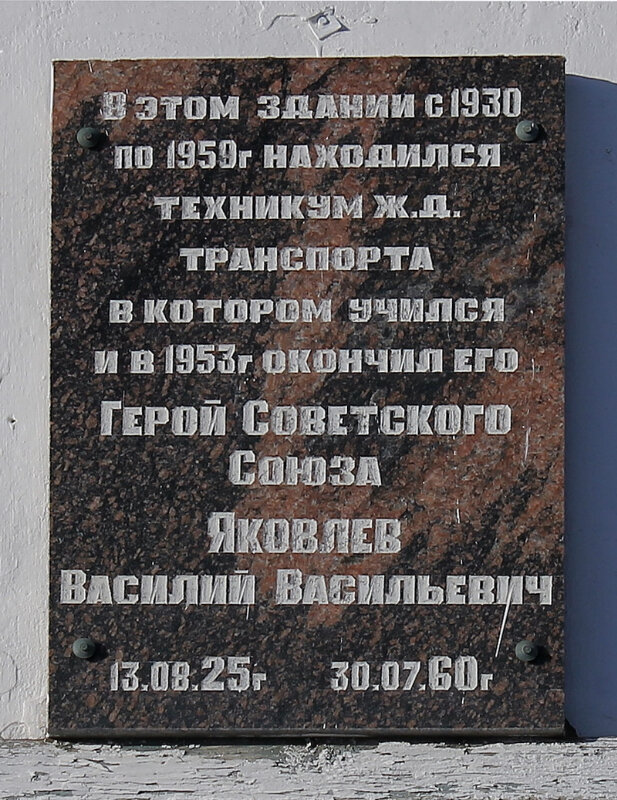 В ЭТОМ ЗДАНИИ С 1930
ПО 1959г НАХОДИЛСЯ
ТЕХНИКУМ Ж.Д.
ТРАНСПОРТА
В КОТОРОМ УЧИЛСЯ
И В 1953г ОКОНЧИЛ ЕГО
ГЕРОЙ СОВЕТСКОГО
СОЮЗА
ЯКОВЛЕВ
ВАСИЛИЙ ВАСИЛЬЕВИЧ
13.08.25г 30.07.60г